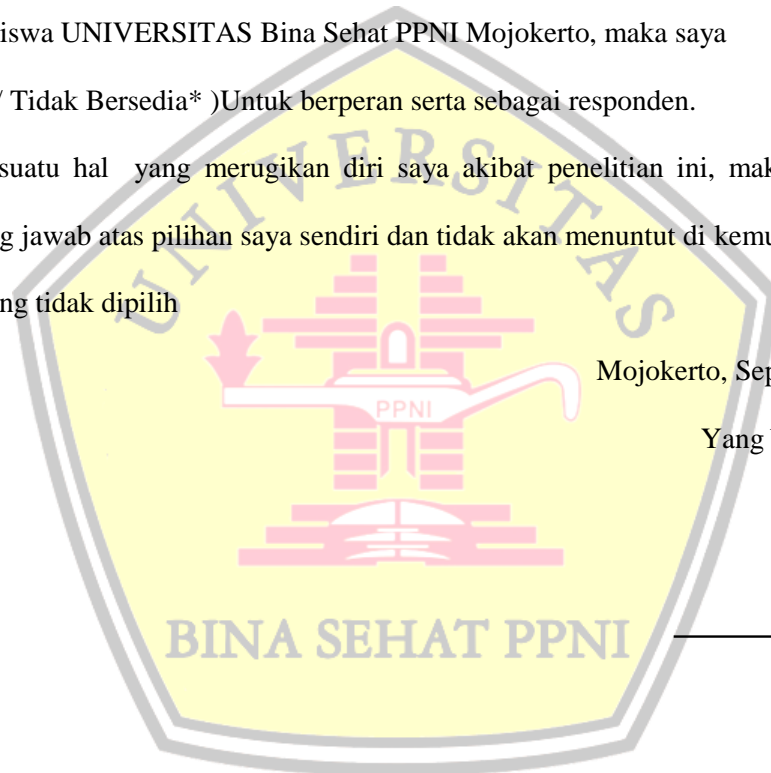 iswa UNIVERSITAS Bina Sehat PPNI Mojokerto, maka saya
/ Tidak Bersedia* )Untuk berperan serta sebagai responden.
suatu hal yang merugikan diri saya akibat penelitian ini, mak
g jawab atas pilihan saya sendiri dan tidak akan menuntut di kemu
ng tidak dipilih
Mojokerto, Sep
Yang
UNIVERSITAS
PPNI
BINA SEHAT PPNI